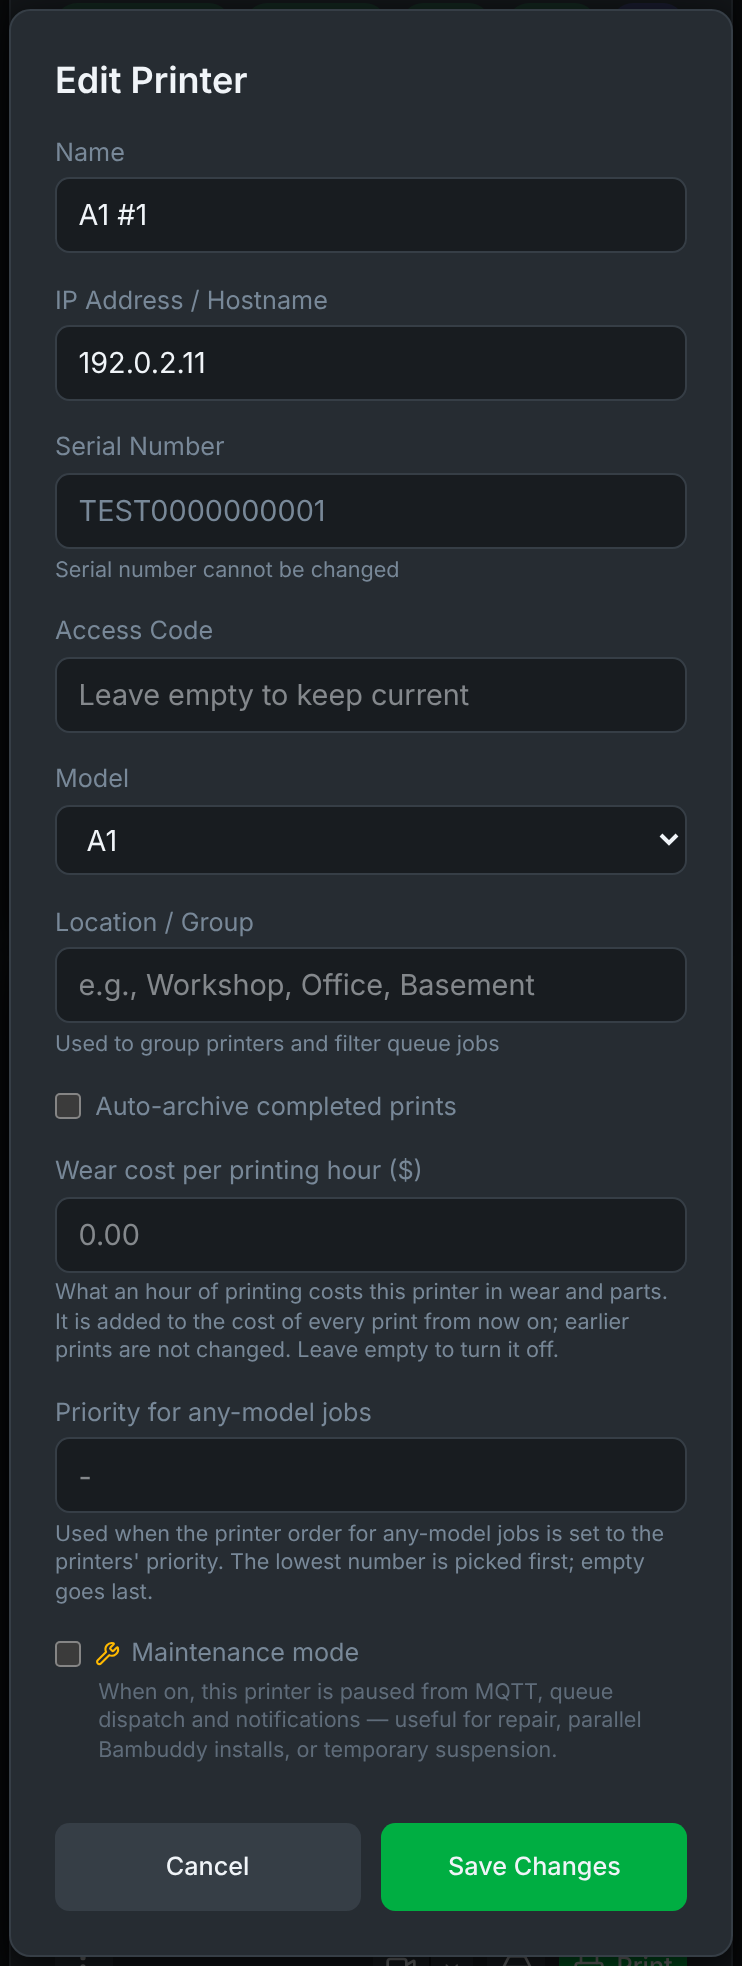 Edit Printer
Name
A1 #1
IP Address / Hostname
192.0.2.11
Serial Number
TEST0000000001
Serial number cannot be changed
Access Code
Leave empty to keep current
Model
A1
Location / Group
e.g., Workshop, Office, Basement
Used to group printers and filter queue jobs
Auto-archive completed prints
Wear cost per printing hour ($)
0.00
What an hour of printing costs this printer in wear and parts.
It is added to the cost of every print from now on; earlier
prints are not changed. Leave empty to turn it off.
Priority for any-model jobs
-
Used when the printer order for any-model jobs is set to the
printers' priority. The lowest number is picked first; empty
goes last.
Maintenance mode
When on, this printer is paused from MQTT, queue
dispatch and notifications — useful for repair, parallel
Bambuddy installs, or temporary suspension.
Cancel
Save Changes
Print